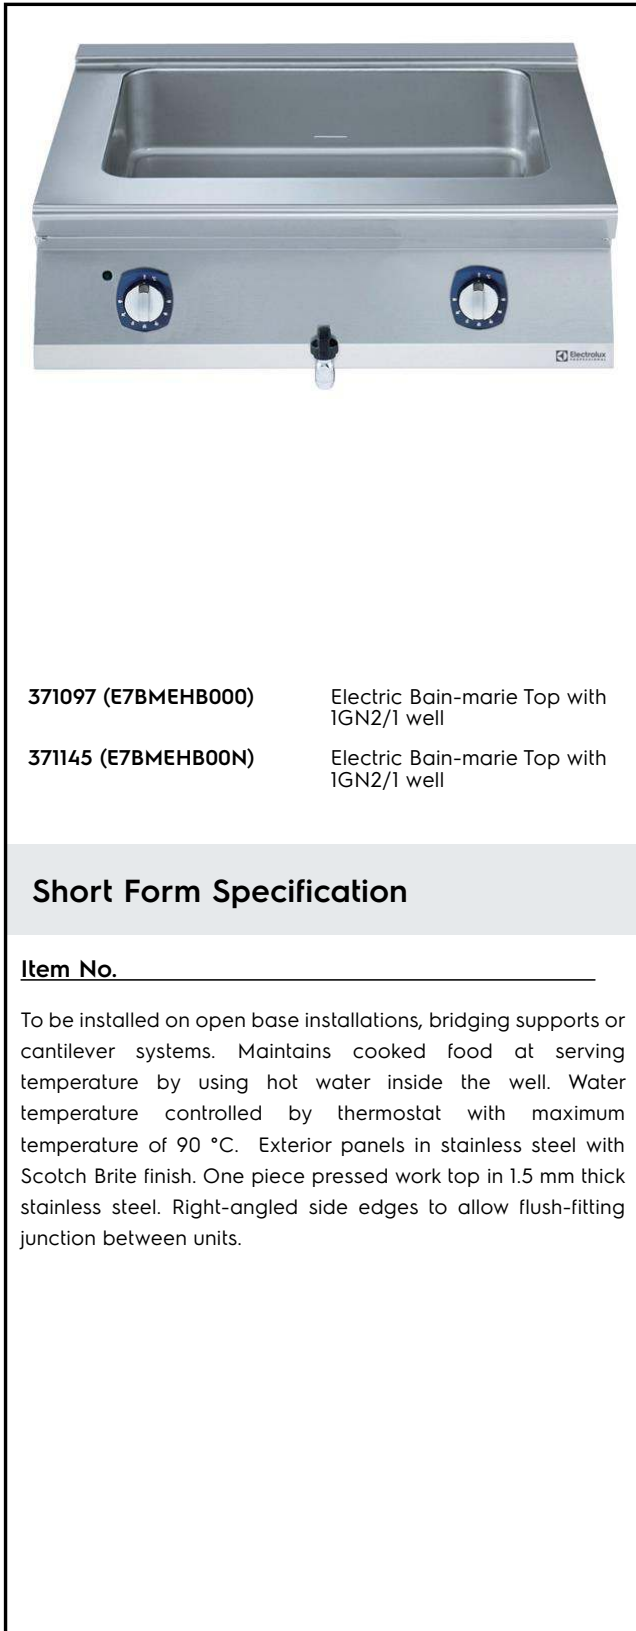 Electrolux
PROFESSIONAL
371097 (E7BMEHB000)
Electric Bain-marie Top with
1GN2/1 well
371145 (E7BMEHB00N)
Electric Bain-marie Top with
1GN2/1 well
Short Form Specification
Item No.
To be installed on open base installations, bridging supports or
cantilever systems. Maintains cooked food at serving
temperature by using hot water inside the well. Water
temperature controlled by thermostat with maximum
temperature of 90 °C. Exterior panels in stainless steel with
Scotch Brite finish. One piece pressed work top in 1.5 mm thick
stainless steel. Right-angled side edges to allow flush-fitting
junction between units.